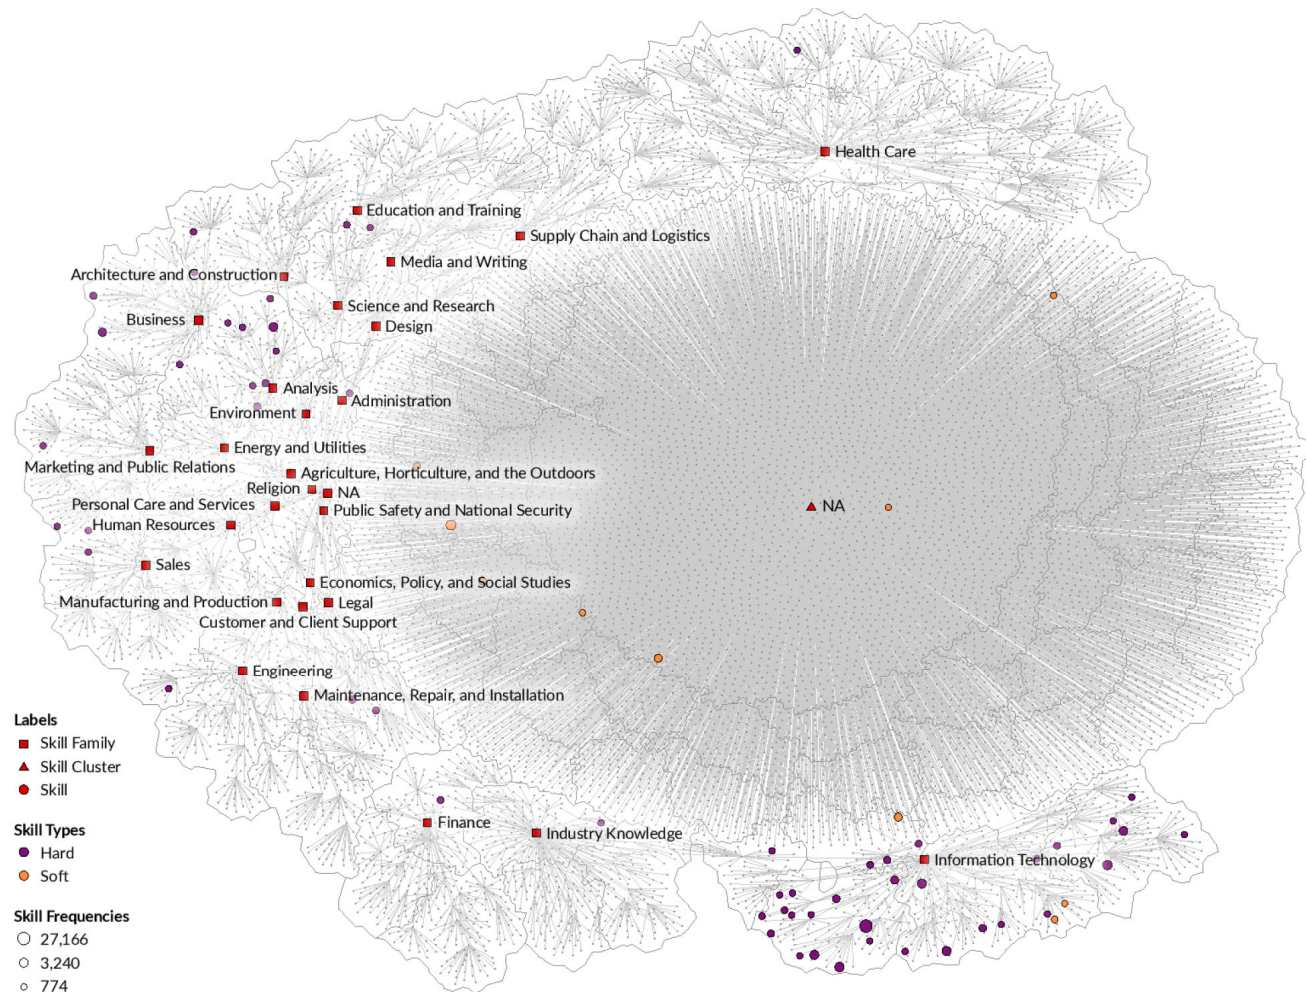 Health Care
Education and Training
Supply Chain and Logistics
Media and Writing
Architecture and Construction
Science and Research
Business
Design
Analysis
Administration
Environment
Energy and Utilities
Marketing and Public Relations
Agriculture, Horticulture, and the Outdoors
Religion
NA
Personal Care and Services
NA
Public Safety and National Security
Human Resources
Sales
Economics, Policy, and Social Studies
Manufacturing and Production
Legal
Customer and Client Support
Engineering
Maintenance, Repair, and Installation
Labels
Skill Family
Skill Cluster
Skill
Finance
Industry Knowledge
Information Technology
Skill Types
Hard
Soft
Skill Frequencies
27,166
3,240
774